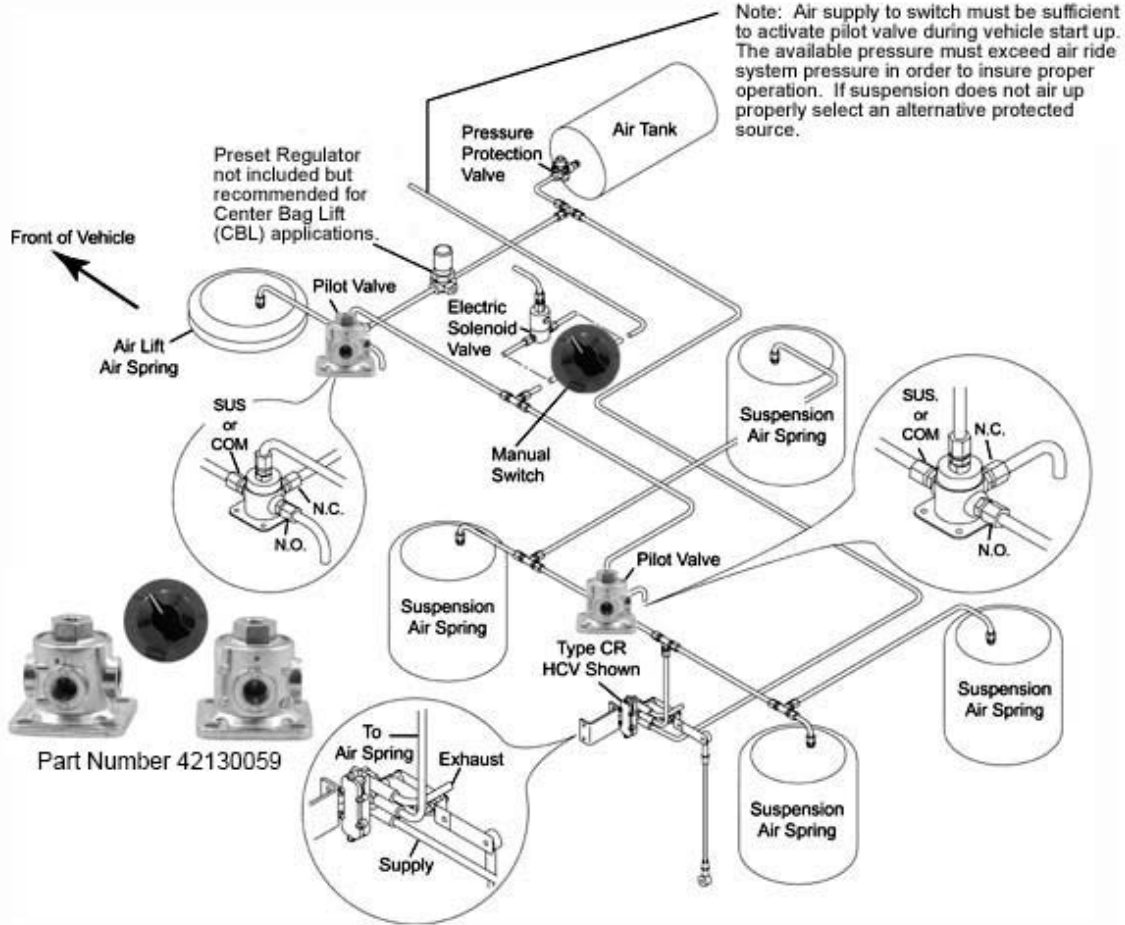 Note: Air supply to switch must be sufficient
to activate pilot valve during vehicle start up.
The available pressure must exceed air ride
system pressure in order to insure proper
operation. If suspension does not air up
properly select an alternative protected
source.
Air Tank
Pressure
Protection
Valve
Preset Regulator
not included but
recommended for
Center Bag Lift
(CBL) applications.
Front of Vehicle
Pilot Valve
Electric
Solenoid
Valve
Air Lift
Air Spring
Manual
Switch
SUS
or
COM
N.C.
N.O.
Suspension
Air Spring
SUS.
or
COM
N.C.
N.O.
Pilot Valve
Suspension
Air Spring
Type CR
HCV Shown
Suspension
Air Spring
Suspension
Air Spring
To
Air Spring
Exhaust
Supply
Part Number 42130059